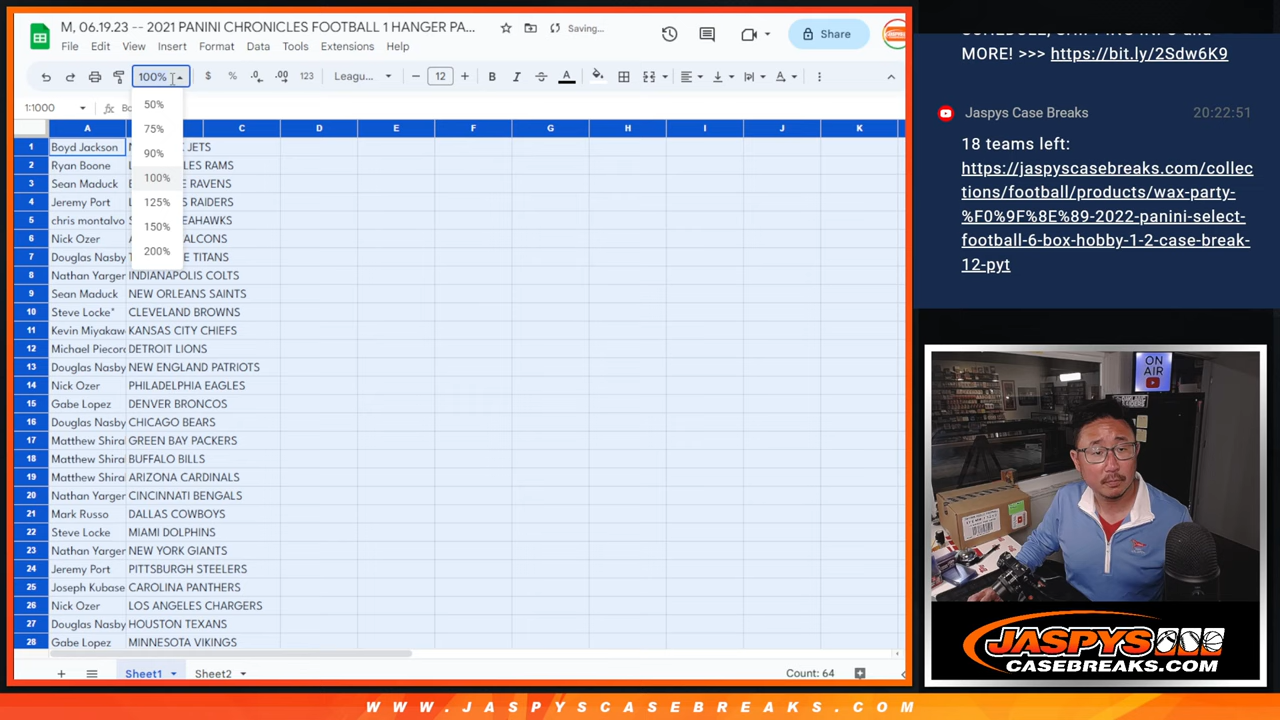 M, 06.19.23 -- 2021 PANINI CHRONICLES FOOTBALL 1 HANGER PA...
Saving...
File Edit View Insert Format Data Tools Extensions Help
Share
100% $ % .0 .00 123 Leagu... 12 B I A
1:1000 fx
50%
75%
90%
100%
125%
150%
200%
A C D E F G H I J K
1 Boyd Jackson JETS
2 Ryan Boone LES RAMS
3 Sean Maduck E RAVENS
4 Jeremy Port RAIDERS
5 chris montalvo EAHAWKS
6 Nick Ozer ALCONS
7 Douglas Nasby E TITANS
8 Nathan Yarger INDIANAPOLIS COLTS
9 Sean Maduck NEW ORLEANS SAINTS
10 Steve Locke* CLEVELAND BROWNS
11 Kevin Miyakaw KANSAS CITY CHIEFS
12 Michael Piecor DETROIT LIONS
13 Douglas Nasby NEW ENGLAND PATRIOTS
14 Nick Ozer PHILADELPHIA EAGLES
15 Gabe Lopez DENVER BRONCOS
16 Douglas Nasby CHICAGO BEARS
17 Matthew Shiral GREEN BAY PACKERS
18 Matthew Shiral BUFFALO BILLS
19 Matthew Shiral ARIZONA CARDINALS
20 Nathan Yarger CINCINNATI BENGALS
21 Mark Russo DALLAS COWBOYS
22 Steve Locke MIAMI DOLPHINS
23 Nathan Yarger NEW YORK GIANTS
24 Jeremy Port PITTSBURGH STEELERS
25 Joseph Kubase CAROLINA PANTHERS
26 Nick Ozer LOS ANGELES CHARGERS
27 Douglas Nasby HOUSTON TEXANS
28 Gabe Lopez MINNESOTA VIKINGS
Sheet1 Sheet2 Count: 64
MORE! >>> https://bit.ly/2Sdw6K9
Jaspys Case Breaks 20:22:51
18 teams left:
https://jaspyscasebreaks.com/collec
tions/football/products/wax-party-
%F0%9F%8E%89-2022-panini-select-
football-6-box-hobby-1-2-case-break-
12-pyt
ON
AIR
JASPYS
CASEBREAKS.COM
WWW.JASPYSCASEBREAKS.COM